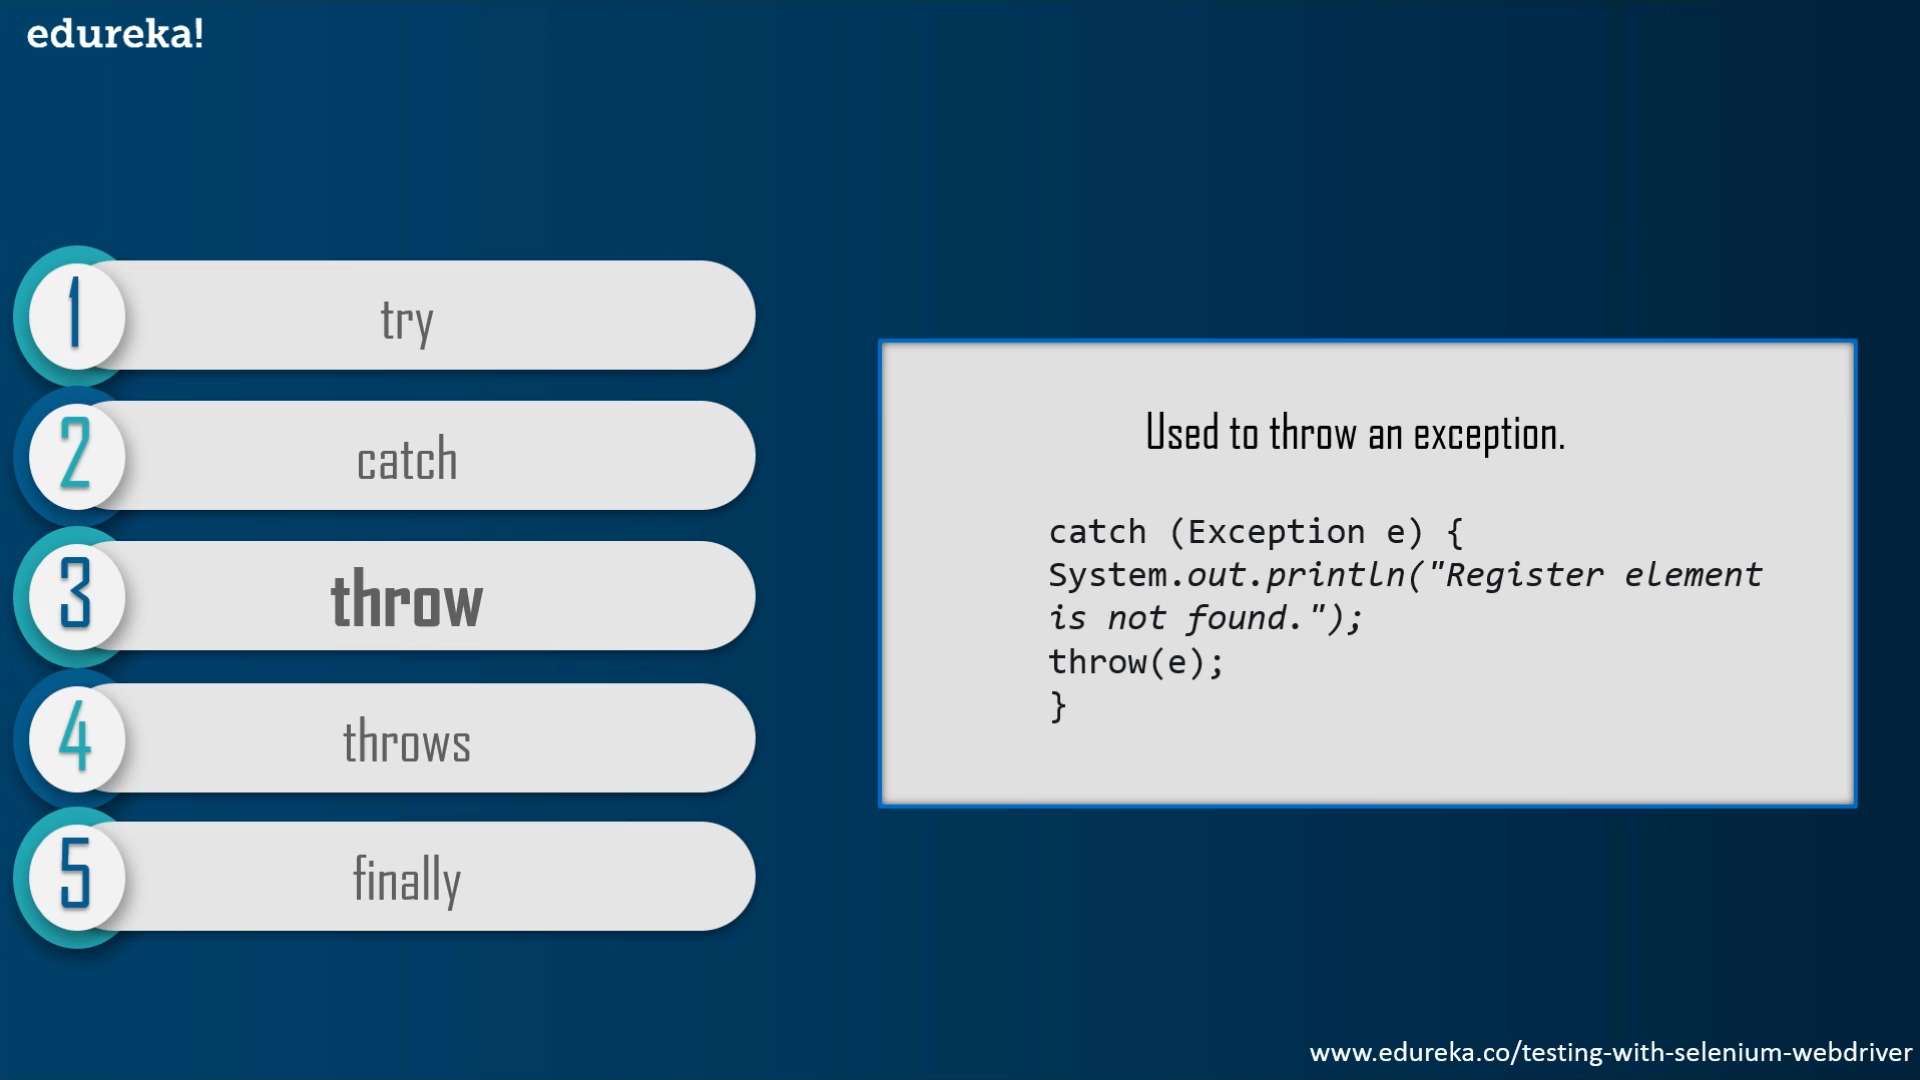 edureka!
1
try
2
catch
3
throw
4
throws
5
finally
Used to throw an exception.
catch (Exception e) {
System.out.println("Register element
is not found.");
throw(e);
}
www.edureka.co/testing-with-selenium-webdriver